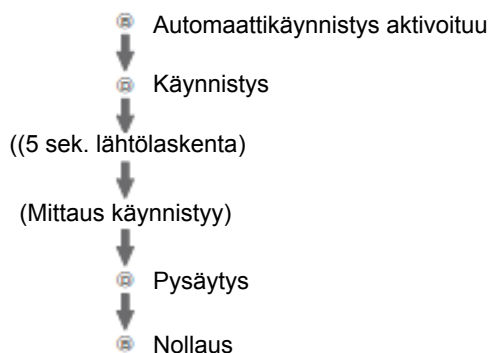 Automaattikäynnistys aktivoituu
Käynnistys
((5 sek. lähtölaskenta)
(Mittaus käynnistyy)
Pysäytys
Nollaus